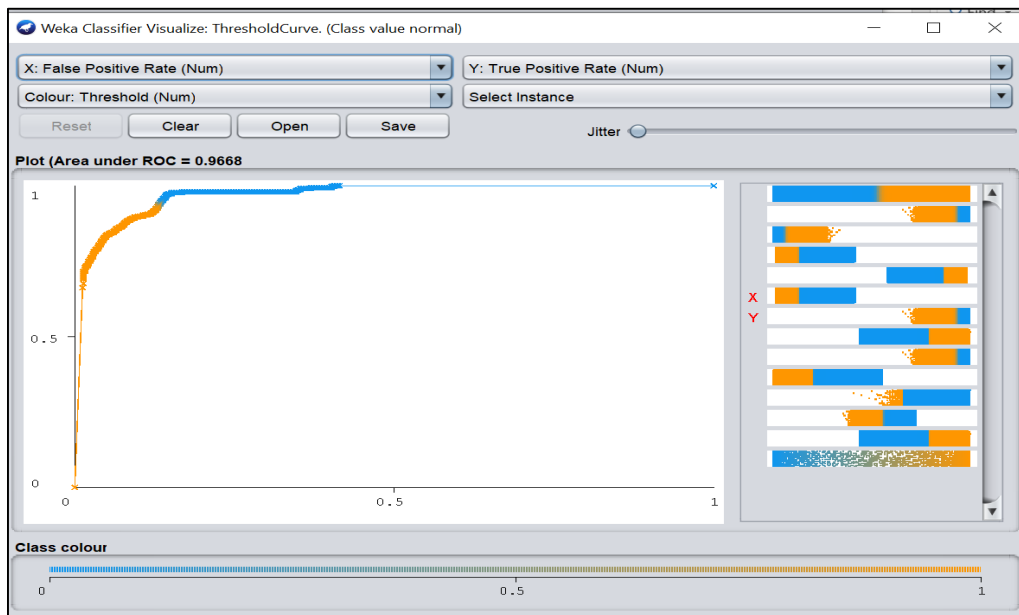 Weka Classifier Visualize: ThresholdCurve. (Class value normal)
X: False Positive Rate (Num)
Y: True Positive Rate (Num)
Colour: Threshold (Num)
Select Instance
Reset
Clear
Open
Save
Jitter
Plot (Area under ROC = 0.9668
1
0.5
0
0
0.5
1
X
Y
Class colour
0
0.5
1